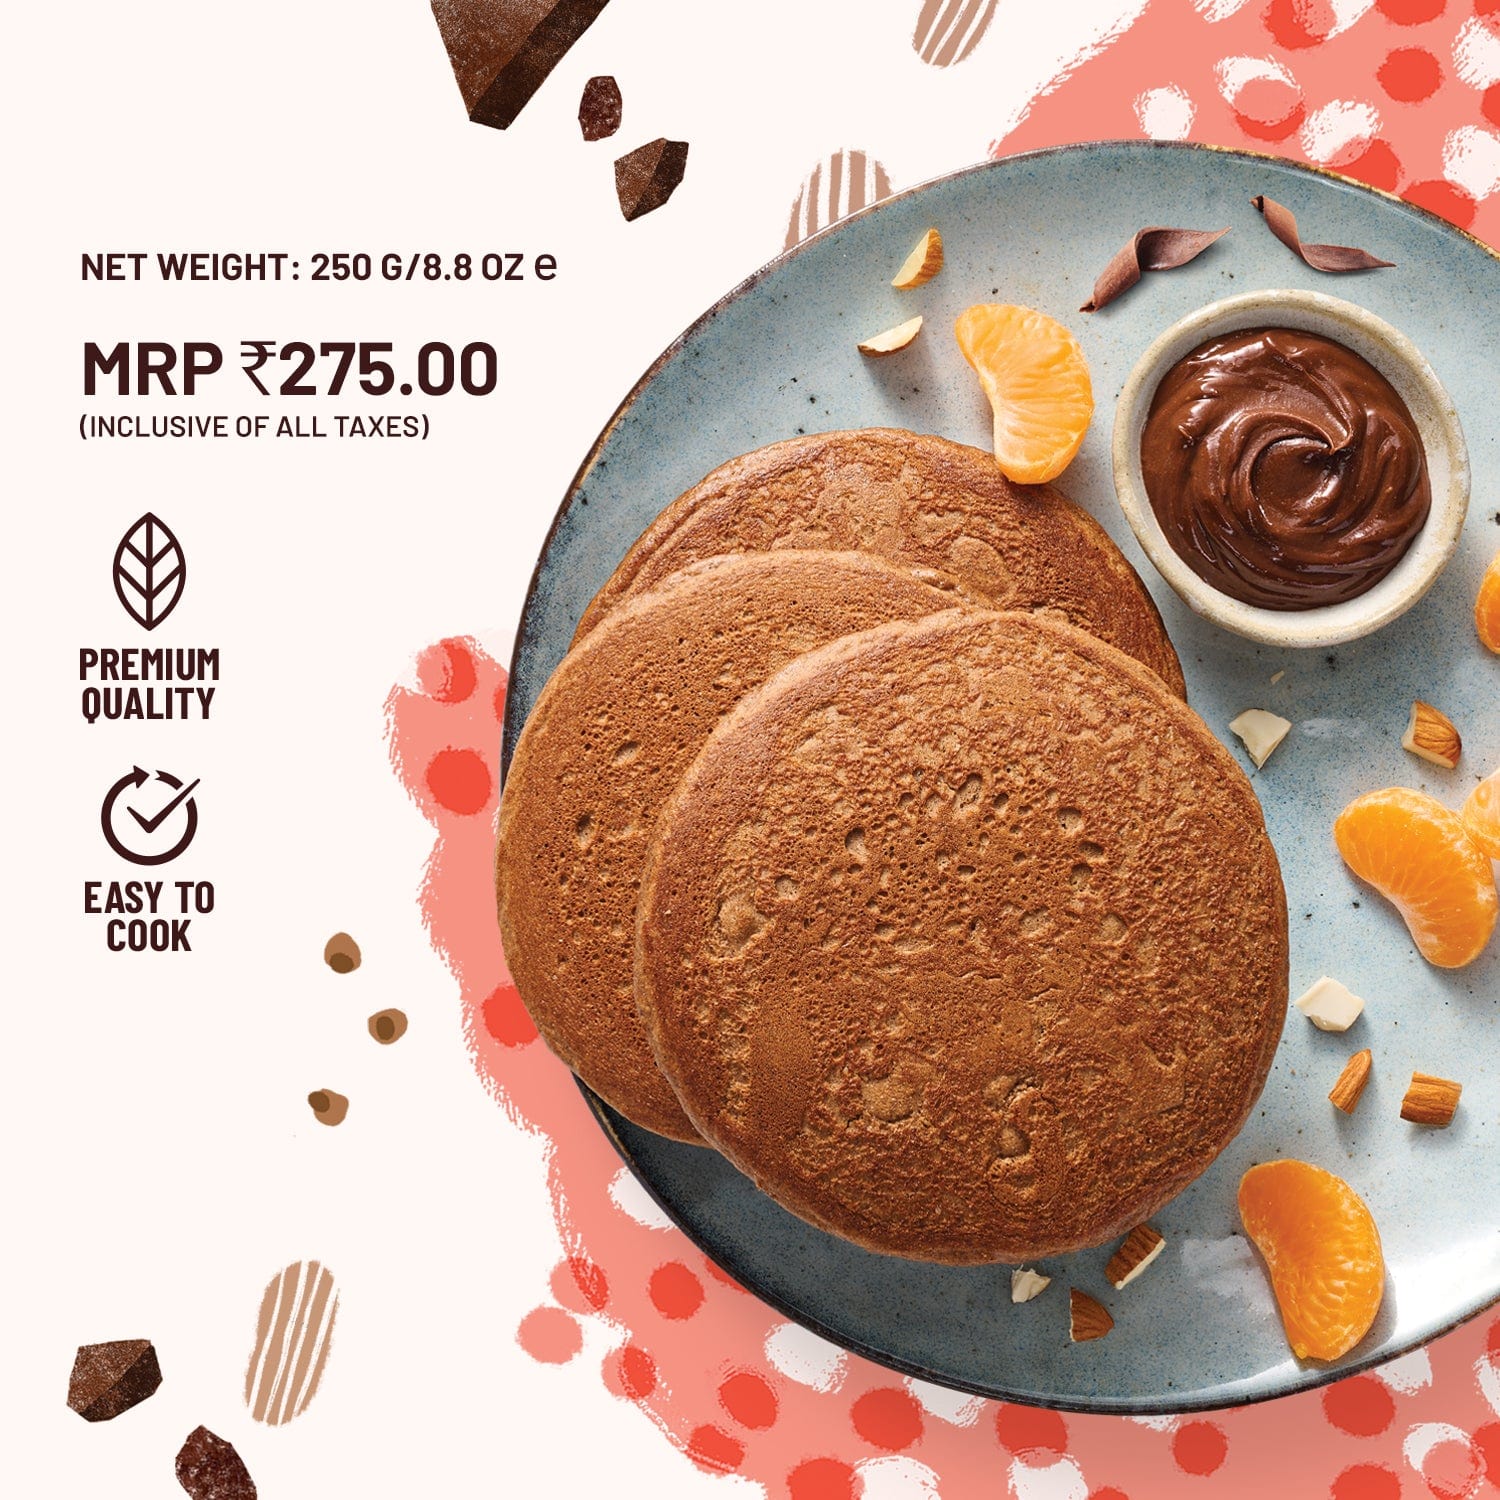 NET WEIGHT: 250 G/8.8 OZ e
MRP ₹275.00
(INCLUSIVE OF ALL TAXES)
PREMIUM
QUALITY
EASY TO
COOK